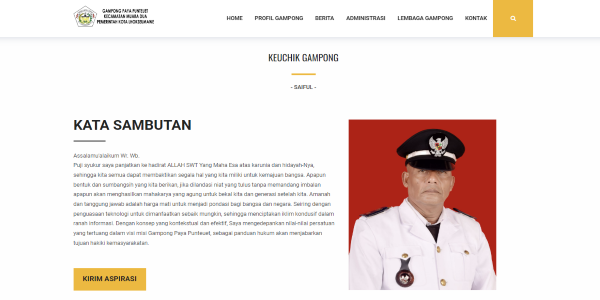 GAMPONG PAYA PUNTEUET
KECAMATAN MUARA DUA
PEMERINTAH KOTA LHOKSEUMAWE
HOME PROFIL GAMPONG BERITA ADMINISTRASI LEMBAGA GAMPONG KONTAK
KEUCHIK GAMPONG
- SAIFUL -
KATA SAMBUTAN
Assalamu'alaikum Wr. Wb.
Puji syukur saya panjatkan ke hadirat ALLAH SWT Yang Maha Esa atas karunia dan hidayah-Nya,
sehingga kita semua dapat membaktikan segala hal yang kita miliki untuk kemajuan bangsa. Apapun
bentuk dan sumbangsih yang kita berikan, jika dilandasi niat yang tulus tanpa memandang imbalan
apapun akan menghasilkan mahakarya yang agung untuk bekal kita dan generasi setelah kita. Amanah
dan tanggung jawab adalah harga mati untuk menjadi pondasi bagi bangsa dan negara. Seiring dengan
penguasaan teknologi untuk dimanfaatkan sebaik mungkin, sehingga menciptakan iklim kondusif dalam
ranah informasi. Dengan konsep yang kontekstual dan efektif, Saya mengedepankan nilai-nilai persatuan
yang tertuang dalam visi misi Gampong Paya Punteuet, sebagai panduan hukum akan menjabarkan
tujuan hakiki kemasyarakatan.
KIRIM ASPIRASI